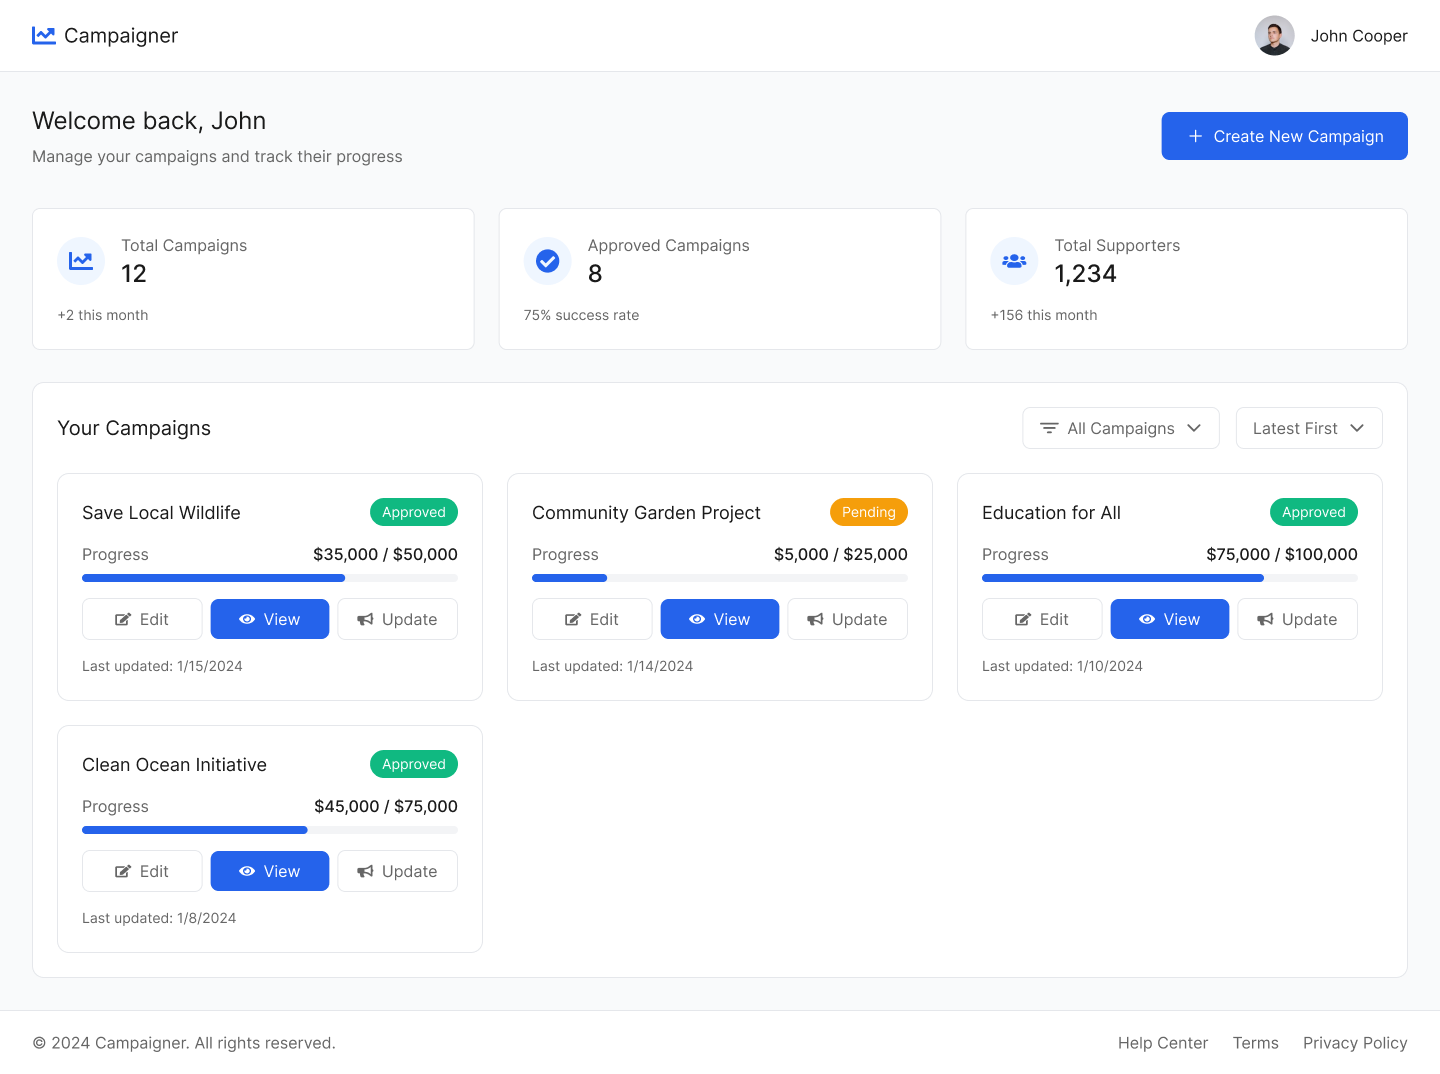 Campaigner
John Cooper
Welcome back, John
Manage your campaigns and track their progress
Create New Campaign
Total Campaigns
12
+2 this month
Approved Campaigns
8
75% success rate
Total Supporters
1,234
+156 this month
Your Campaigns
All Campaigns
Latest First
Save Local Wildlife
Approved
Progress
$35,000 / $50,000
Edit
View
Update
Last updated: 1/15/2024
Community Garden Project
Pending
Progress
$5,000 / $25,000
Edit
View
Update
Last updated: 1/14/2024
Education for All
Approved
Progress
$75,000 / $100,000
Edit
View
Update
Last updated: 1/10/2024
Clean Ocean Initiative
Approved
Progress
$45,000 / $75,000
Edit
View
Update
Last updated: 1/8/2024
© 2024 Campaigner. All rights reserved.
Help Center
Terms
Privacy Policy